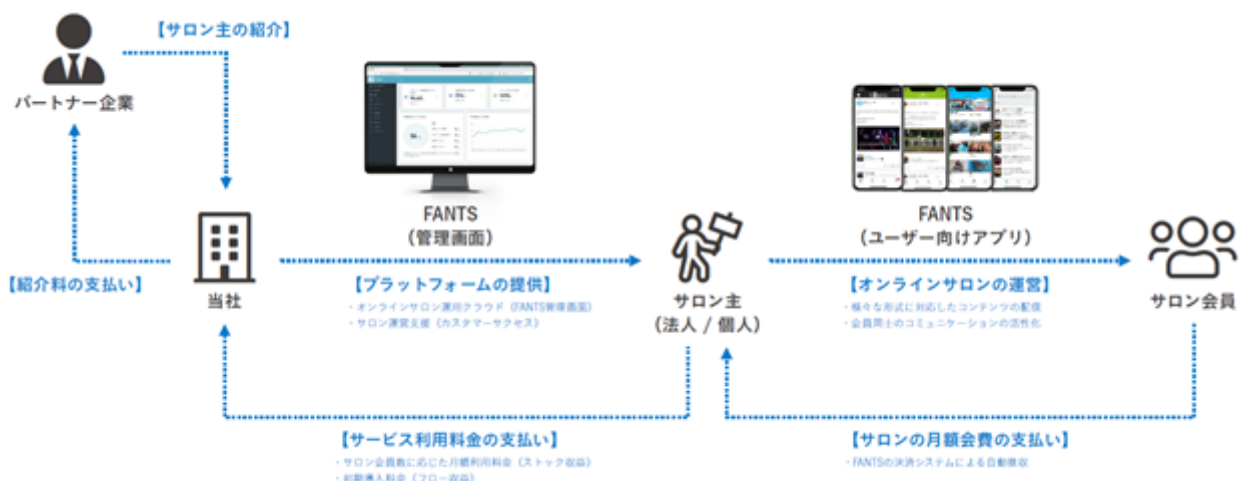 【サロン主の紹介】
パートナー企業
FANTS
（管理画面）
FANTS
（ユーザー向けアプリ）
【紹介料の支払い】
当社
【プラットフォームの提供】
・オンラインサロン運用クラウド（FANTS管理画面）
・サロン運営支援（カスタマーサクセス）
サロン主
（法人 / 個人）
【オンラインサロンの運営】
・様々な形式に対応したコンテンツの配信
・会員同士のコミュニケーションの活性化
サロン会員
【サービス利用料金の支払い】
・サロン会員数に応じた月額利用料金（ストック収益）
・初期導入料金（フロー収益）
【サロンの月額会費の支払い】
・FANTSの決済システムによる自動徴収